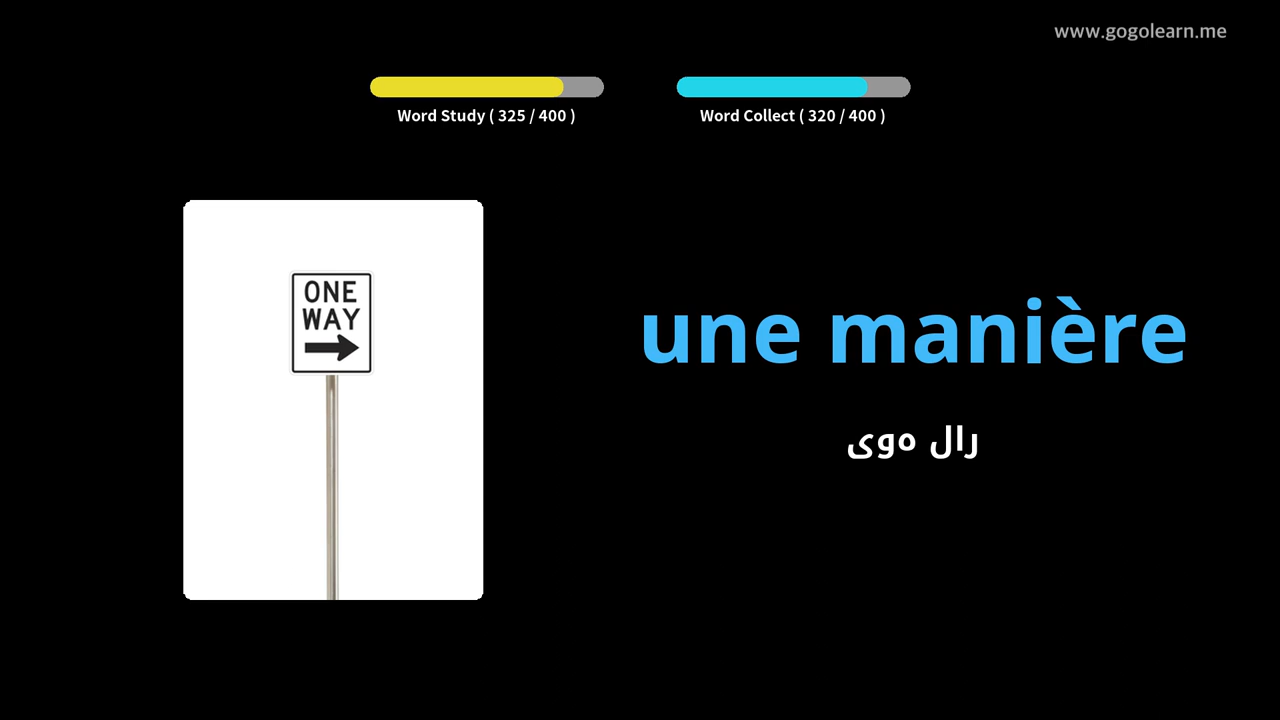 www.gogolearn.me
Word Study ( 325 / 400 )
Word Collect ( 320 / 400 )
ONE
WAY
une manière
رال هوی